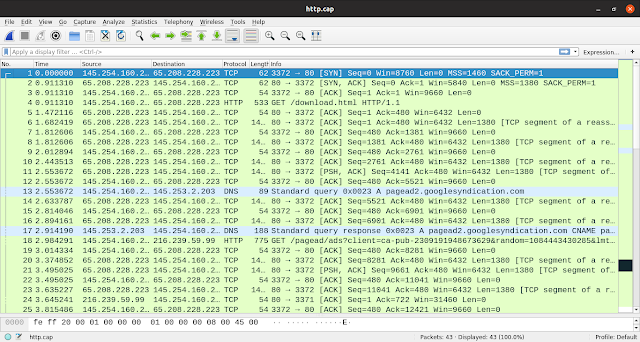 http.cap
File Edit View Go Capture Analyze Statistics Telephony Wireless Tools Help
Apply a display filter ... <Ctrl-/>
Expression... +
No. Time Source Destination Protocol Length Info
1 0.000000 145.254.160.2… 65.208.228.223 TCP 62 3372 → 80 [SYN] Seq=0 Win=8760 Len=0 MSS=1460 SACK_PERM=1
2 0.911310 65.208.228.223 145.254.160.2… TCP 62 80 → 3372 [SYN, ACK] Seq=0 Ack=1 Win=5840 Len=0 MSS=1380 SACK_PERM=1
3 0.911310 145.254.160.2… 65.208.228.223 TCP 54 3372 → 80 [ACK] Seq=1 Ack=1 Win=9660 Len=0
4 0.911310 145.254.160.2… 65.208.228.223 HTTP 533 GET /download.html HTTP/1.1
5 1.472116 65.208.228.223 145.254.160.2… TCP 54 80 → 3372 [ACK] Seq=1 Ack=480 Win=6432 Len=0
6 1.682419 65.208.228.223 145.254.160.2… TCP 14… 80 → 3372 [ACK] Seq=1 Ack=480 Win=6432 Len=1380 [TCP segment of a reass…
7 1.812606 145.254.160.2… 65.208.228.223 TCP 54 3372 → 80 [ACK] Seq=480 Ack=1381 Win=9660 Len=0
8 1.812606 65.208.228.223 145.254.160.2… TCP 14… 80 → 3372 [ACK] Seq=1381 Ack=480 Win=6432 Len=1380 [TCP segment of a re…
9 2.012894 145.254.160.2… 65.208.228.223 TCP 54 3372 → 80 [ACK] Seq=480 Ack=2761 Win=9660 Len=0
10 2.443513 65.208.228.223 145.254.160.2… TCP 14… 80 → 3372 [ACK] Seq=2761 Ack=480 Win=6432 Len=1380 [TCP segment of a re…
11 2.553672 65.208.228.223 145.254.160.2… TCP 14… 80 → 3372 [PSH, ACK] Seq=4141 Ack=480 Win=6432 Len=1380 [TCP segment of…
12 2.553672 145.254.160.2… 65.208.228.223 TCP 54 3372 → 80 [ACK] Seq=480 Ack=5521 Win=9660 Len=0
13 2.553672 145.254.160.2… 145.253.2.203 DNS 89 Standard query 0x0023 A pagead2.googlesyndication.com
14 2.633787 65.208.228.223 145.254.160.2… TCP 14… 80 → 3372 [ACK] Seq=5521 Ack=480 Win=6432 Len=1380 [TCP segment of a re…
15 2.814046 145.254.160.2… 65.208.228.223 TCP 54 3372 → 80 [ACK] Seq=480 Ack=6901 Win=9660 Len=0
16 2.894161 65.208.228.223 145.254.160.2… TCP 14… 80 → 3372 [ACK] Seq=6901 Ack=480 Win=6432 Len=1380 [TCP segment of a re…
17 2.914190 145.253.2.203 145.254.160.2… DNS 188 Standard query response 0x0023 A pagead2.googlesyndication.com CNAME pa…
18 2.984291 145.254.160.2… 216.239.59.99 HTTP 775 GET /pagead/ads?client=ca-pub-2309191948673629&random=1084443430285&lmt…
19 3.014334 145.254.160.2… 65.208.228.223 TCP 54 3372 → 80 [ACK] Seq=480 Ack=8281 Win=9660 Len=0
20 3.374852 65.208.228.223 145.254.160.2… TCP 14… 80 → 3372 [ACK] Seq=8281 Ack=480 Win=6432 Len=1380 [TCP segment of a re…
21 3.495025 65.208.228.223 145.254.160.2… TCP 14… 80 → 3372 [PSH, ACK] Seq=9661 Ack=480 Win=6432 Len=1380 [TCP segment of…
22 3.495025 145.254.160.2… 65.208.228.223 TCP 54 3372 → 80 [ACK] Seq=480 Ack=11041 Win=9660 Len=0
23 3.635227 65.208.228.223 145.254.160.2… TCP 14… 80 → 3372 [ACK] Seq=11041 Ack=480 Win=6432 Len=1380 [TCP segment of a r…
24 3.645241 216.239.59.99 145.254.160.2… TCP 54 80 → 3371 [ACK] Seq=1 Ack=722 Win=31460 Len=0
25 3.815486 145.254.160.2… 65.208.228.223 TCP 54 3372 → 80 [ACK] Seq=480 Ack=12421 Win=9660 Len=0
0000 fe ff 20 00 01 00 00 00 01 00 00 00 08 00 45 00 ·· ····· ······E·
http.cap Packets: 43 · Displayed: 43 (100.0%) Profile: Default